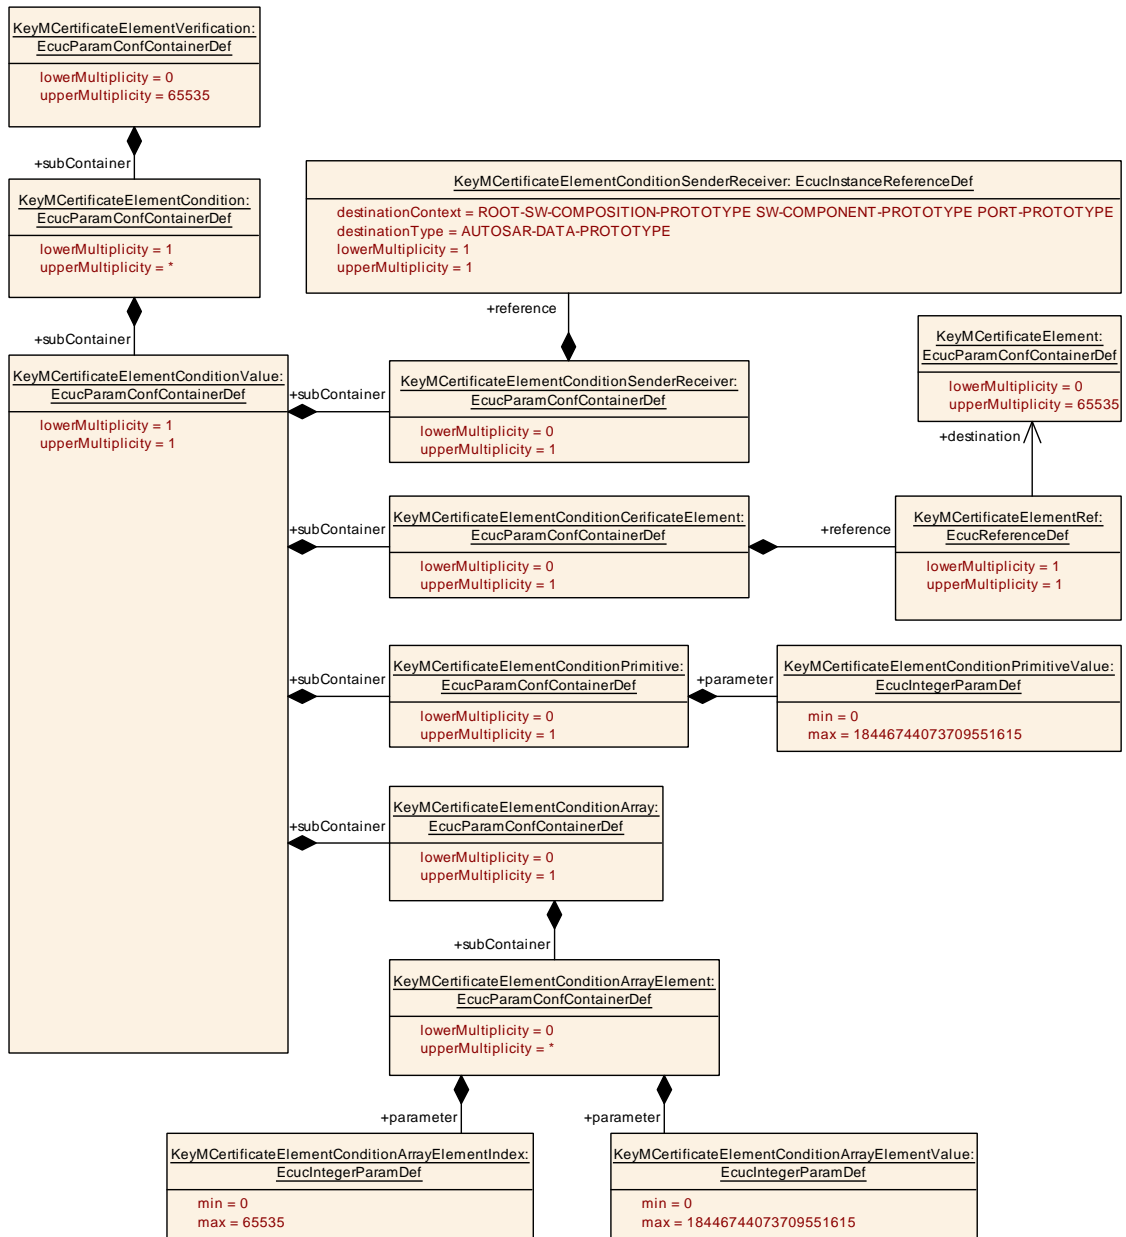 KeyMCertificateElementVerification:
EcucParamConfContainerDef
lowerMultiplicity = 0
upperMultiplicity = 65535
+subContainer
KeyMCertificateElementCondition:
EcucParamConfContainerDef
lowerMultiplicity = 1
upperMultiplicity = *
+subContainer
KeyMCertificateElementConditionSenderReceiver: EcucInstanceReferenceDef
destinationContext = ROOT-SW-COMPOSITION-PROTOTYPE SW-COMPONENT-PROTOTYPE PORT-PROTOTYPE
destinationType = AUTOSAR-DATA-PROTOTYPE
lowerMultiplicity = 1
upperMultiplicity = 1
+reference
KeyMCertificateElement:
EcucParamConfContainerDef
lowerMultiplicity = 0
upperMultiplicity = 65535
+destination
KeyMCertificateElementConditionValue:
EcucParamConfContainerDef
lowerMultiplicity = 1
upperMultiplicity = 1
+subContainer
KeyMCertificateElementConditionSenderReceiver:
EcucParamConfContainerDef
lowerMultiplicity = 0
upperMultiplicity = 1
+subContainer
KeyMCertificateElementConditionCerificateElement:
EcucParamConfContainerDef
lowerMultiplicity = 0
upperMultiplicity = 1
+reference
KeyMCertificateElementRef:
EcucReferenceDef
lowerMultiplicity = 1
upperMultiplicity = 1
+subContainer
KeyMCertificateElementConditionPrimitive:
EcucParamConfContainerDef
lowerMultiplicity = 0
upperMultiplicity = 1
+parameter
KeyMCertificateElementConditionPrimitiveValue:
EcucIntegerParamDef
min = 0
max = 18446744073709551615
+subContainer
KeyMCertificateElementConditionArray:
EcucParamConfContainerDef
lowerMultiplicity = 0
upperMultiplicity = 1
+subContainer
KeyMCertificateElementConditionArrayElement:
EcucParamConfContainerDef
lowerMultiplicity = 0
upperMultiplicity = *
+parameter
+parameter
KeyMCertificateElementConditionArrayElementIndex:
EcucIntegerParamDef
min = 0
max = 65535
KeyMCertificateElementConditionArrayElementValue:
EcucIntegerParamDef
min = 0
max = 18446744073709551615